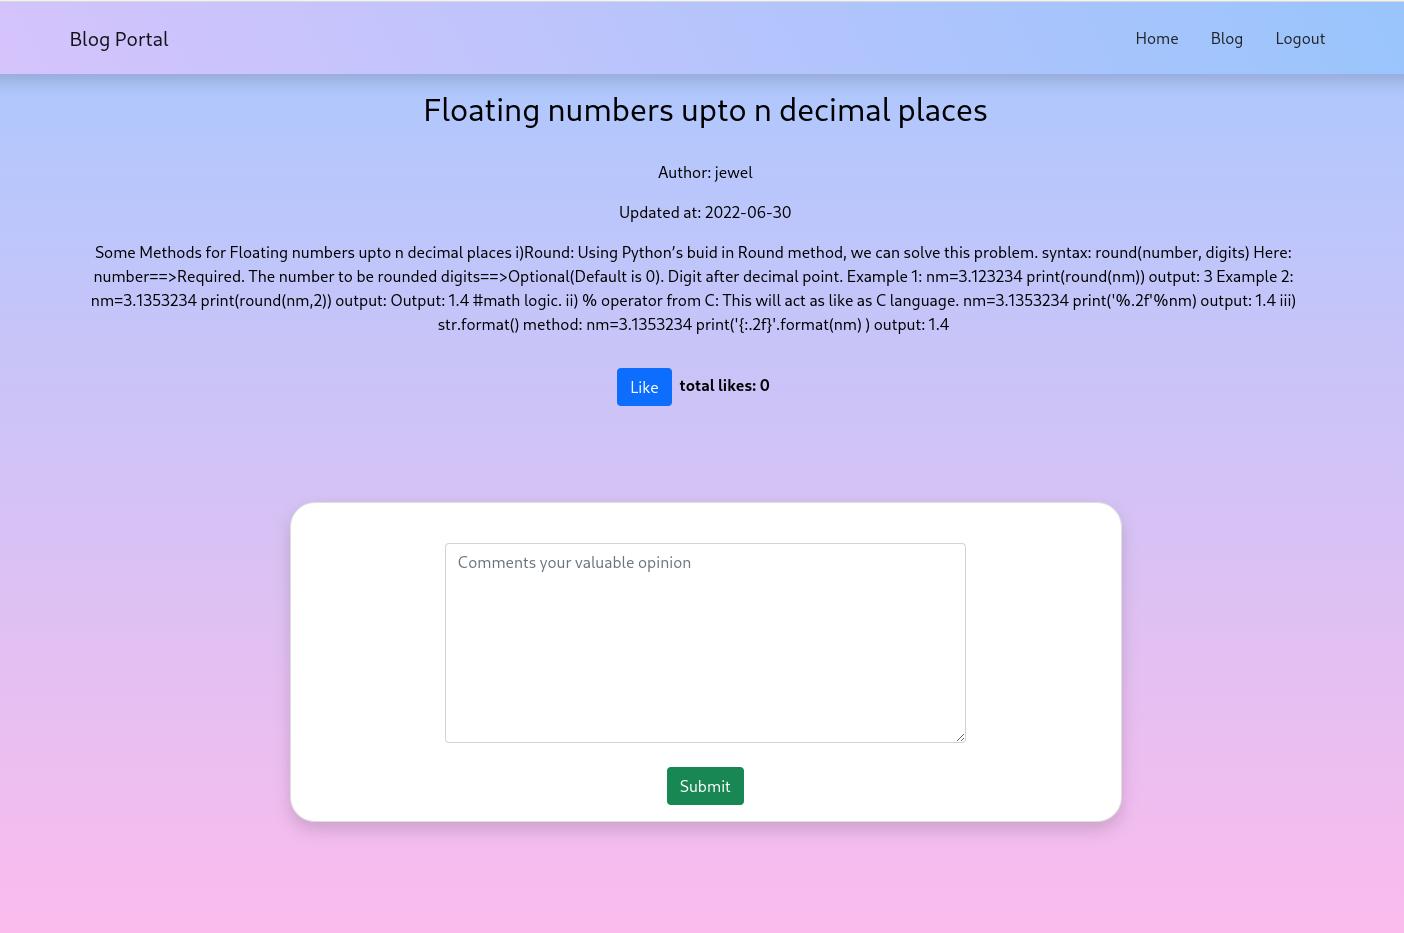 Blog Portal
Home Blog Logout
Floating numbers upto n decimal places
Author: jewel
Updated at: 2022-06-30
Some Methods for Floating numbers upto n decimal places i)Round: Using Python’s buid in Round method, we can solve this problem. syntax: round(number, digits) Here:
number==>Required. The number to be rounded digits==>Optional(Default is 0). Digit after decimal point. Example 1: nm=3.123234 print(round(nm)) output: 3 Example 2:
nm=3.1353234 print(round(nm,2)) output: Output: 1.4 #math logic. ii) % operator from C: This will act as like as C language. nm=3.1353234 print('%.2f'%nm) output: 1.4 iii)
str.format() method: nm=3.1353234 print('{:.2f}'.format(nm) ) output: 1.4
Like total likes: 0
Comments your valuable opinion
Submit